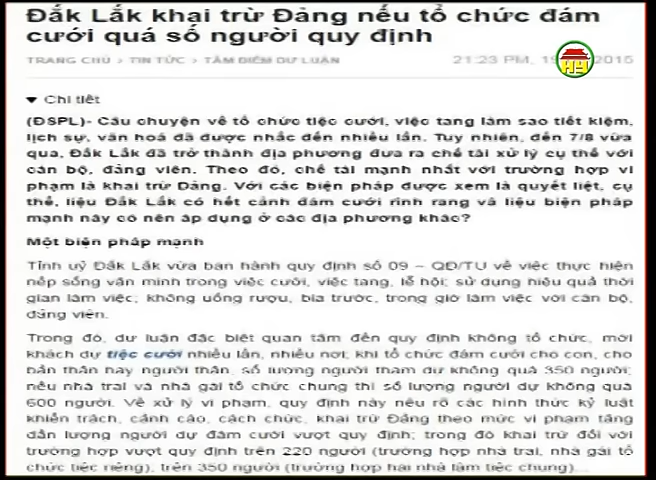 Đắk Lắk khai trừ Đảng nếu tổ chức đám
cưới quá số người quy định
TRANG CHỦ > TIN TỨC > TÂM ĐIỂM DƯ LUẬN 21:23 PM, 19 2015
HY
▼ Chi tiết
(ĐSPL)- Câu chuyện về tổ chức tiệc cưới, việc tang làm sao tiết kiệm,
lịch sự, văn hoá đã được nhắc đến nhiều lần. Tuy nhiên, đến 7/8 vừa
qua, Đắk Lắk đã trở thành địa phương đưa ra chế tài xử lý cụ thể với
cán bộ, đảng viên. Theo đó, chế tài mạnh nhất với trường hợp vi
phạm là khai trừ Đảng. Với các biện pháp được xem là quyết liệt, cụ
thể, liệu Đắk Lắk có hết cảnh đám cưới rình rang và liệu biện pháp
mạnh này có nên áp dụng ở các địa phương khác?
Một biện pháp mạnh
Tỉnh uỷ Đắk Lắk vừa ban hành quy định số 09 – QĐ/TU về việc thực hiện
nếp sống văn minh trong việc cưới, việc tang, lễ hội; sử dụng hiệu quả thời
gian làm việc; không uống rượu, bia trước, trong giờ làm việc với cán bộ,
đảng viên.
Trong đó, dư luận đặc biệt quan tâm đến quy định không tổ chức, mời
khách dự tiệc cưới nhiều lần, nhiều nơi; khi tổ chức đám cưới cho con, cho
bản thân hay người thân, số lượng người tham dự không quá 350 người;
nếu nhà trai và nhà gái tổ chức chung thì số lượng người dự không quá
600 người. Về xử lý vi phạm, quy định này nêu rõ các hình thức kỷ luật
khiển trách, cảnh cáo, cách chức, khai trừ Đảng theo mức vi phạm tăng
dần lượng người dự đám cưới vượt quy định; trong đó khai trừ đối với
trường hợp vượt quy định trên 220 người (trường hợp nhà trai, nhà gái tổ
chức tiệc riêng), trên 350 người (trường hợp hai nhà làm tiệc chung)...